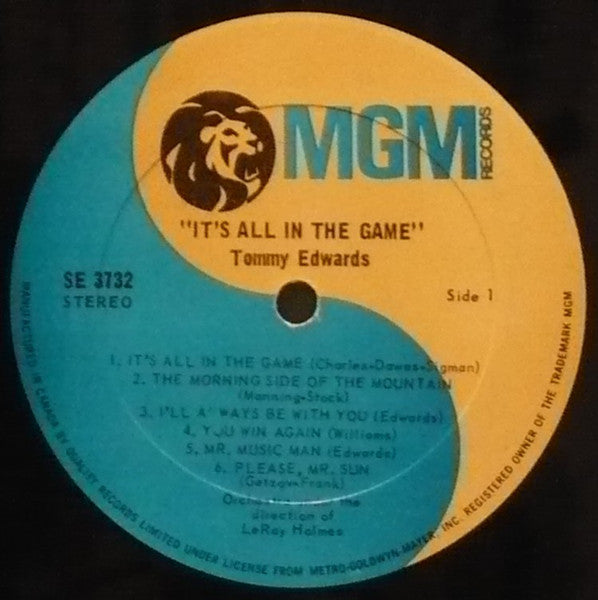 MGM
RECORDS
"IT'S ALL IN THE GAME"
Tommy Edwards
SE 3732
STEREO
Side 1
1. IT'S ALL IN THE GAME (Charles-Dawes-Sigman)
2. THE MORNING SIDE OF THE MOUNTAIN
(Manning-Stock)
3. I'LL A'WAYS BE WITH YOU (Edwards)
4. YOU WIN AGAIN (Williams)
5. MR. MUSIC MAN (Edwards)
6. PLEASE, MR. SUN
(Getzov-Frank)
Orchestra the
direction of
LeRoy Holmes
MANUFACTURED IN CANADA BY QUALITY RECORDS LIMITED UNDER LICENSE FROM METRO-GOLDWYN-MAYER, INC. REGISTERED OWNER OF THE TRADEMARK MGM